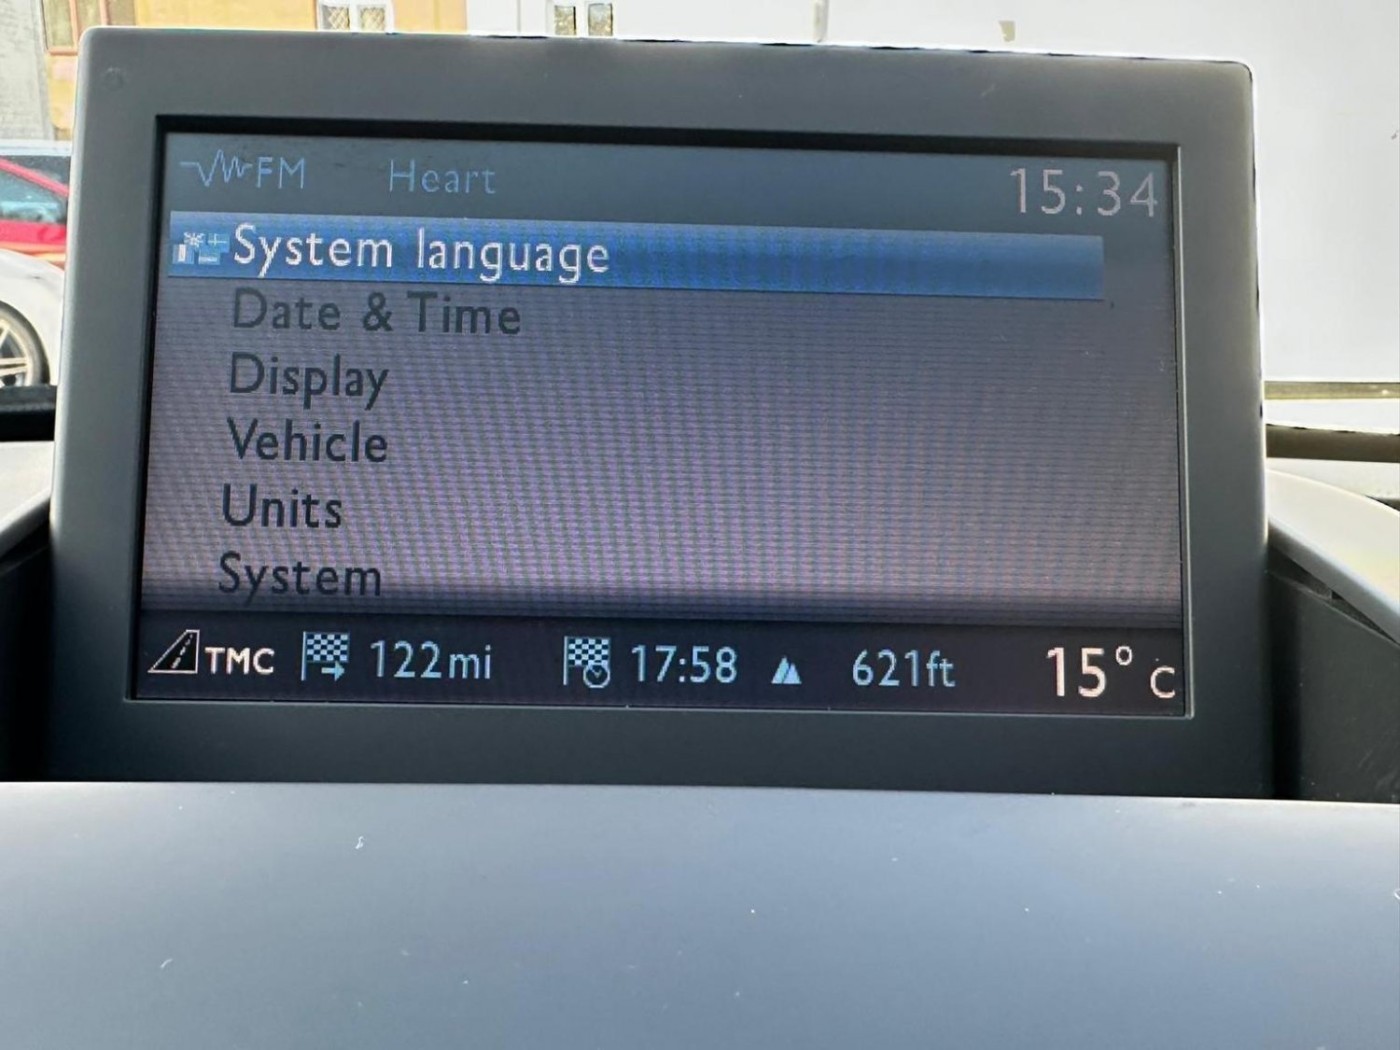 FM Heart 15:34
System language
Date & Time
Display
Vehicle
Units
System
TMC 122mi 17:58 621ft 15° C